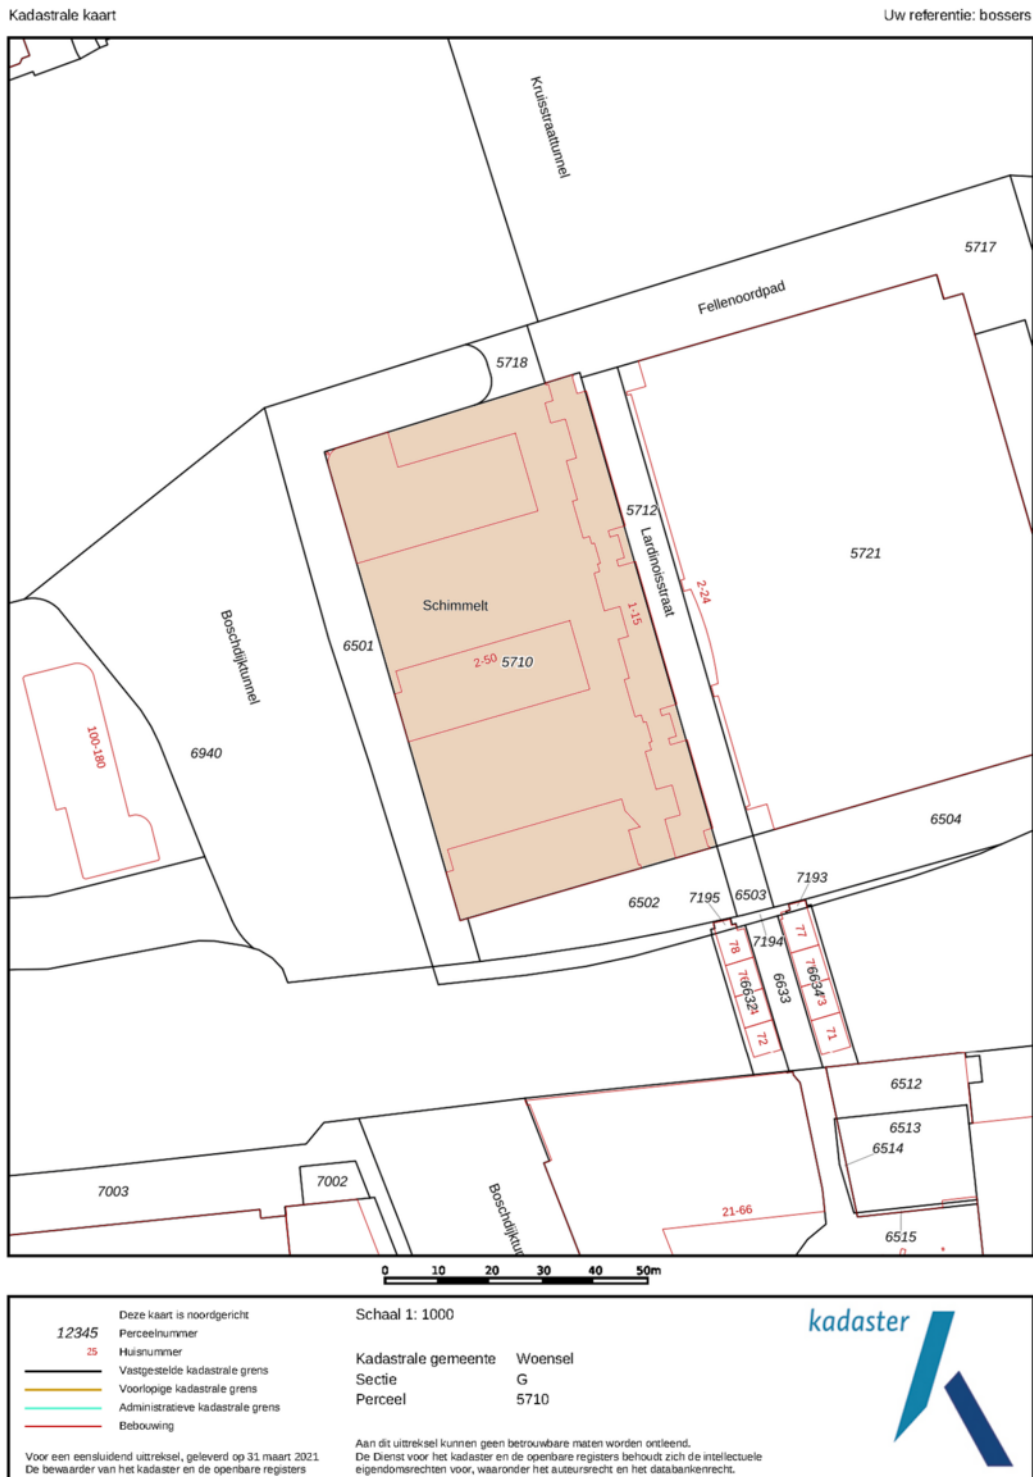 Kadastrale kaart
Uw referentie: bossers
Kruisstraattunnel
5717
Fellenoordpad
5718
5712
Lardinoisstraat
5721
2-24
Schimmelt
1-15
Boschdijktunnel
6501
2-50 5710
100-180
6940
6504
7193
6502
7195
6503
7194
78
77
6632
6633
6634
72
71
6512
6513
6514
7003
7002
21-66
6515
0 10 20 30 40 50m
Deze kaart is noordgericht
12345 Perceelnummer
25 Huisnummer
Vastgestelde kadastrale grens
Voorlopige kadastrale grens
Administratieve kadastrale grens
Bebouwing
Voor een eensluidend uittreksel, geleverd op 31 maart 2021
De bewaarder van het kadaster en de openbare registers
Schaal 1: 1000
Kadastrale gemeente Woensel
Sectie G
Perceel 5710
Aan dit uittreksel kunnen geen betrouwbare maten worden ontleend.
De Dienst voor het kadaster en de openbare registers behoudt zich de intellectuele
eigendomsrechten voor, waaronder het auteursrecht en het databankenrecht.
kadaster